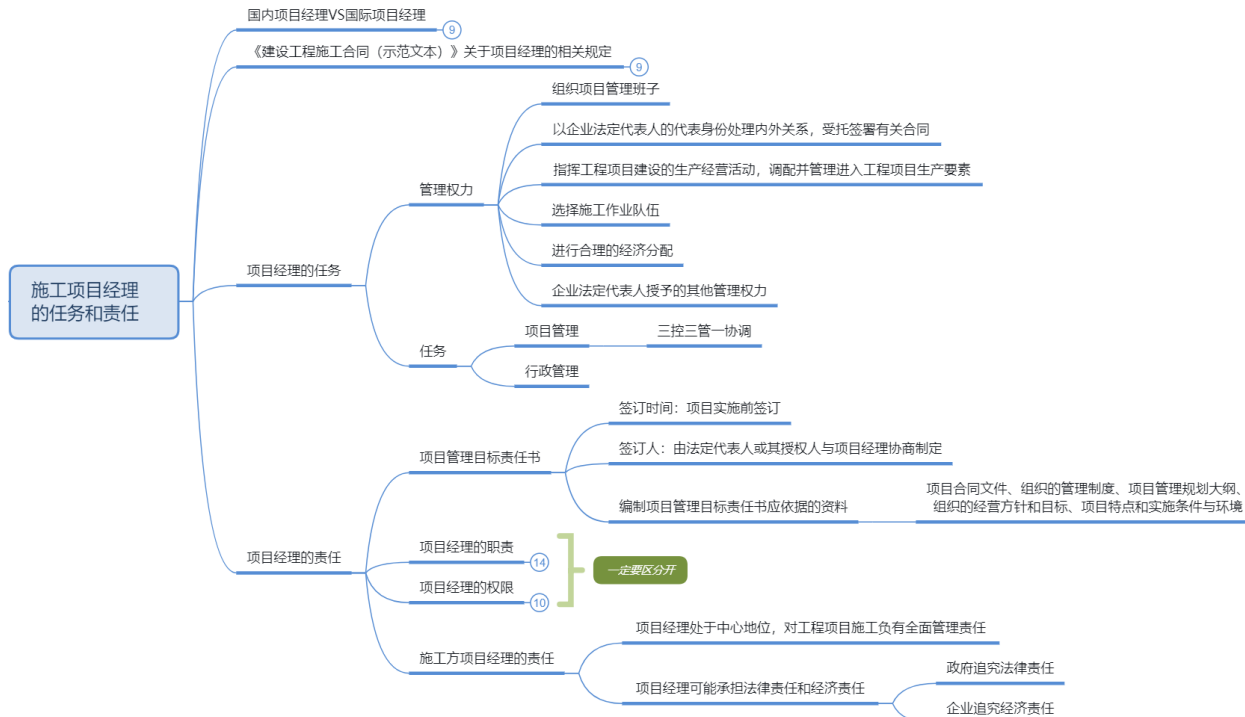 国内项目经理VS国际项目经理
9
《建设工程施工合同（示范文本）》关于项目经理的相关规定
9
施工项目经理
的任务和责任
项目经理的任务
管理权力
组织项目管理班子
以企业法定代表人的代表身份处理内外关系，受托签署有关合同
指挥工程项目建设的生产经营活动，调配并管理进入工程项目生产要素
选择施工作业队伍
进行合理的经济分配
企业法定代表人授予的其他管理权力
任务
项目管理
三控三管一协调
行政管理
项目经理的责任
项目管理目标责任书
签订时间：项目实施前签订
签订人：由法定代表人或其授权人与项目经理协商制定
编制项目管理目标责任书应依据的资料
项目合同文件、组织的管理制度、项目管理规划大纲、
组织的经营方针和目标、项目特点和实施条件与环境
项目经理的职责
14
项目经理的权限
10
一定要区分开
施工方项目经理的责任
项目经理处于中心地位，对工程项目施工负有全面管理责任
项目经理可能承担法律责任和经济责任
政府追究法律责任
企业追究经济责任